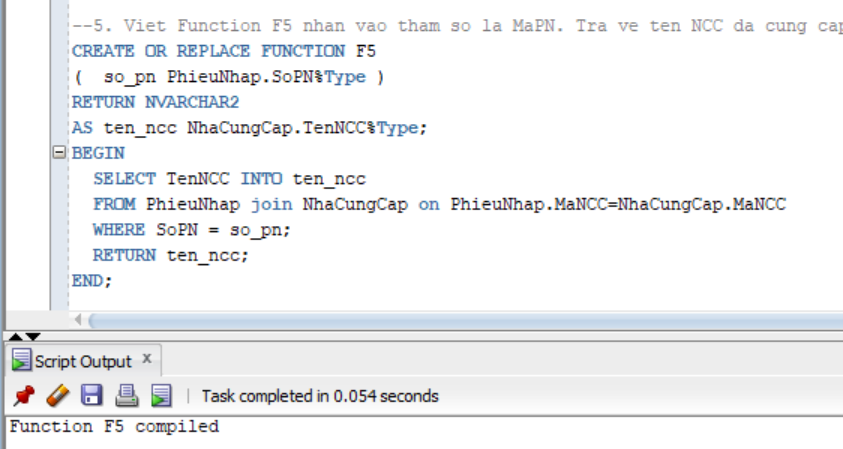 --5. Viet Function F5 nhan vao tham so la MaPN. Tra ve ten NCC da cung cap
CREATE OR REPLACE FUNCTION F5
( so_pn PhieuNhap.SoPN%Type )
RETURN NVARCHAR2
AS ten_ncc NhaCungCap.TenNCC%Type;
BEGIN
SELECT TenNCC INTO ten_ncc
FROM PhieuNhap join NhaCungCap on PhieuNhap.MaNCC=NhaCungCap.MaNCC
WHERE SoPN = so_pn;
RETURN ten_ncc;
END;
Script Output x
Task completed in 0.054 seconds
Function F5 compiled